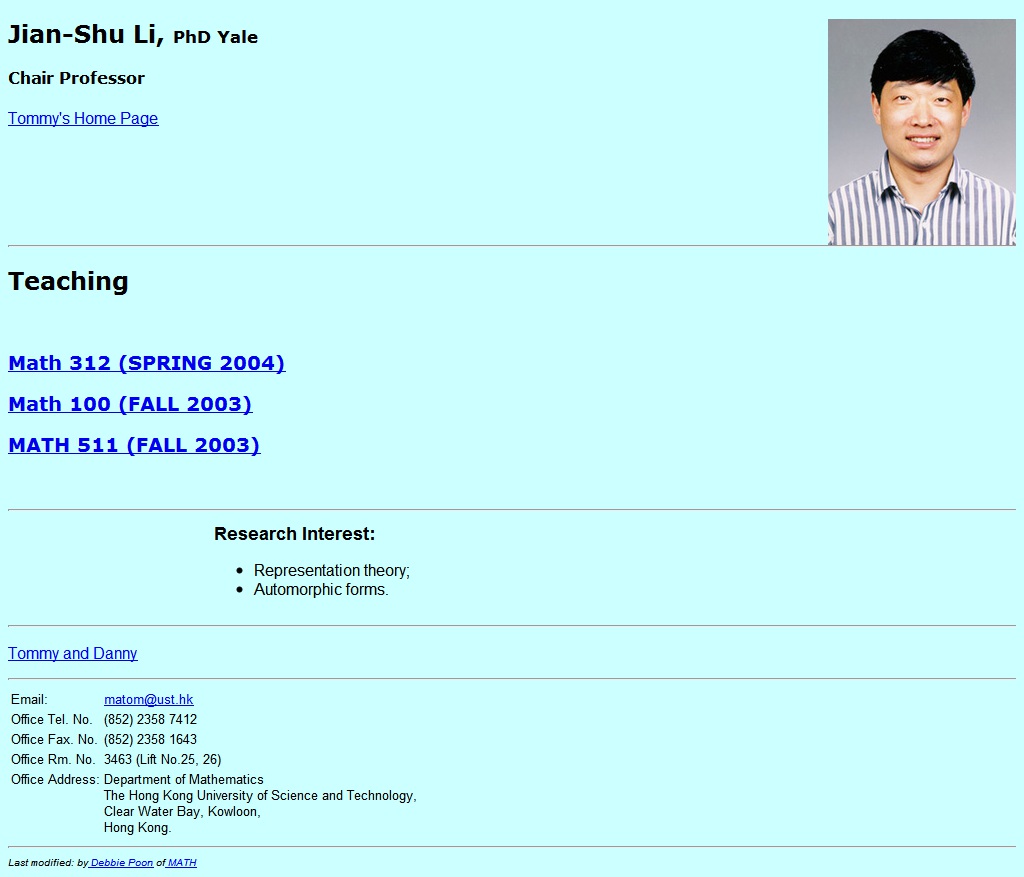 Jian-Shu Li, PhD Yale
Chair Professor
Tommy's Home Page
Teaching
Math 312 (SPRING 2004)
Math 100 (FALL 2003)
MATH 511 (FALL 2003)
Research Interest:
• Representation theory;
• Automorphic forms.
Tommy and Danny
Email: matom@ust.hk
Office Tel. No. (852) 2358 7412
Office Fax. No. (852) 2358 1643
Office Rm. No. 3463 (Lift No.25, 26)
Office Address: Department of Mathematics
The Hong Kong University of Science and Technology,
Clear Water Bay, Kowloon,
Hong Kong.
Last modified: by Debbie Poon of MATH